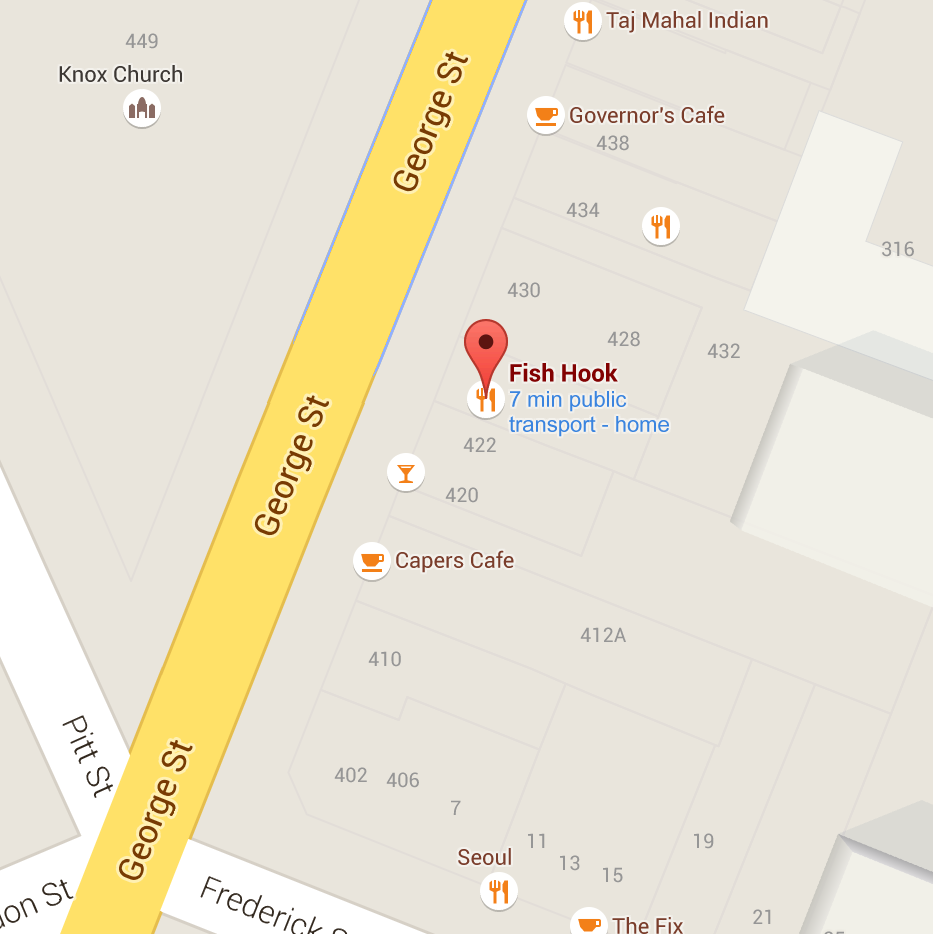 Taj Mahal Indian
449
Knox Church
George St
Governor's Cafe
438
434
316
430
428
432
Fish Hook
7 min public
transport - home
George St
422
420
Capers Cafe
412A
410
Pitt St
George St
402
406
7
11
19
Seoul
13
15
St
Frederick
21
The Fix